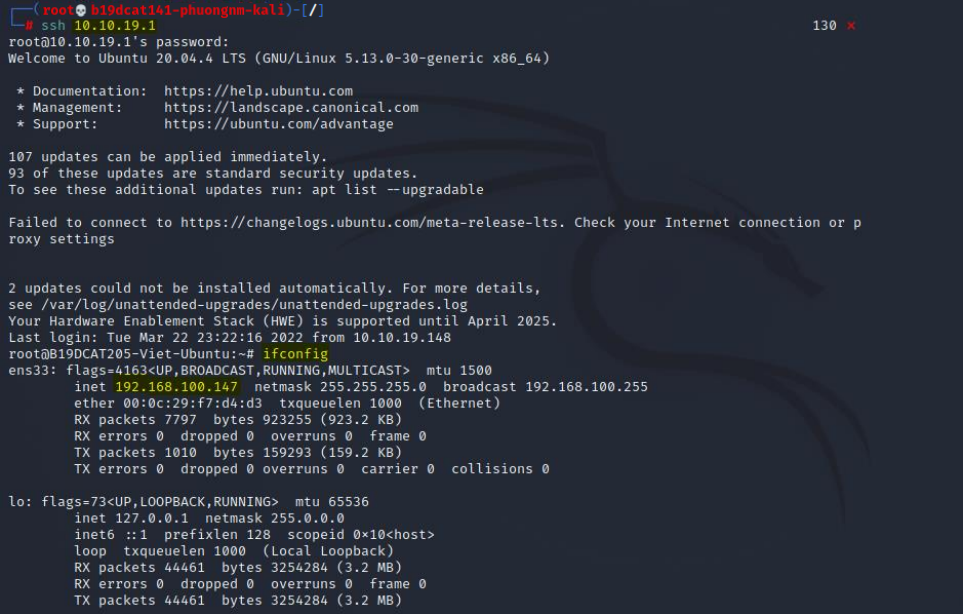 ┌──(root💀b19dcat141-phuongnm-kali)-[/]
└─# ssh 10.10.19.1 130 ⨯
root@10.10.19.1's password:
Welcome to Ubuntu 20.04.4 LTS (GNU/Linux 5.13.0-30-generic x86_64)
* Documentation: https://help.ubuntu.com
* Management: https://landscape.canonical.com
* Support: https://ubuntu.com/advantage
107 updates can be applied immediately.
93 of these updates are standard security updates.
To see these additional updates run: apt list --upgradable
Failed to connect to https://changelogs.ubuntu.com/meta-release-lts. Check your Internet connection or p
roxy settings
2 updates could not be installed automatically. For more details,
see /var/log/unattended-upgrades/unattended-upgrades.log
Your Hardware Enablement Stack (HWE) is supported until April 2025.
Last login: Tue Mar 22 23:22:16 2022 from 10.10.19.148
root@B19DCAT205-Viet-Ubuntu:~# ifconfig
ens33: flags=4163<UP,BROADCAST,RUNNING,MULTICAST> mtu 1500
inet 192.168.100.147 netmask 255.255.255.0 broadcast 192.168.100.255
ether 00:0c:29:f7:d4:d3 txqueuelen 1000 (Ethernet)
RX packets 7797 bytes 923255 (923.2 KB)
RX errors 0 dropped 0 overruns 0 frame 0
TX packets 1010 bytes 159293 (159.2 KB)
TX errors 0 dropped 0 overruns 0 carrier 0 collisions 0
lo: flags=73<UP,LOOPBACK,RUNNING> mtu 65536
inet 127.0.0.1 netmask 255.0.0.0
inet6 ::1 prefixlen 128 scopeid 0×10<host>
loop txqueuelen 1000 (Local Loopback)
RX packets 44461 bytes 3254284 (3.2 MB)
RX errors 0 dropped 0 overruns 0 frame 0
TX packets 44461 bytes 3254284 (3.2 MB)